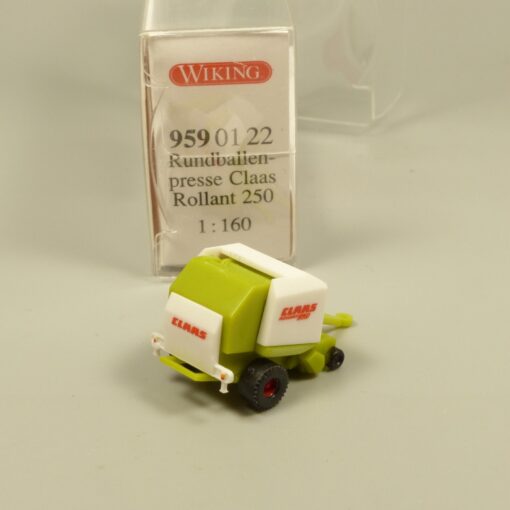 WIKING
959 01 22
Rundballen-
presse Claas
Rollant 250
1:160
CLAAS
CLAAS